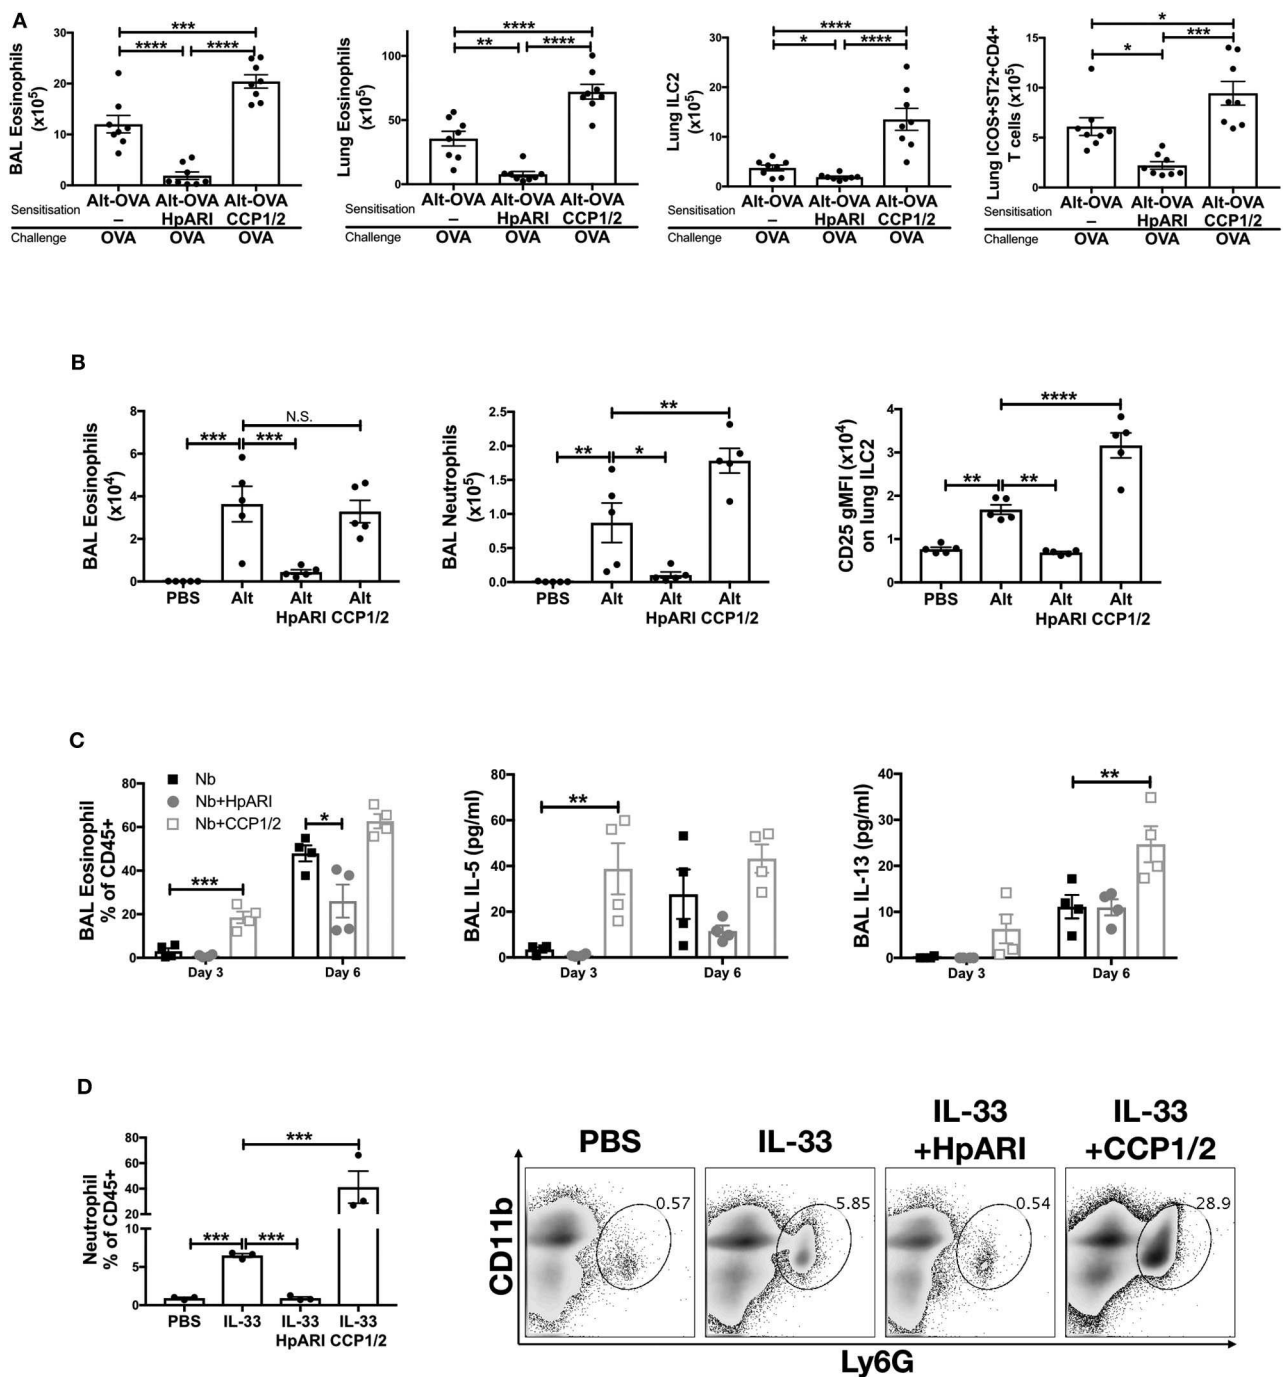 A
BAL Eosinophils
(x10⁵)
30
20
10
0
***
**** ****
Sensitisation
Alt-OVA Alt-OVA Alt-OVA
– HpARI CCP1/2
Challenge OVA OVA OVA
Lung Eosinophils
(x10⁵)
100
50
0
****
** ****
Sensitisation
Alt-OVA Alt-OVA Alt-OVA
– HpARI CCP1/2
Challenge OVA OVA OVA
Lung ILC2
(x10⁵)
30
20
10
0
****
* ****
Sensitisation
Alt-OVA Alt-OVA Alt-OVA
– HpARI CCP1/2
Challenge OVA OVA OVA
Lung ICOS+ST2+CD4+
T cells (x10⁵)
15
10
5
0
*
* ***
Sensitisation
Alt-OVA Alt-OVA Alt-OVA
– HpARI CCP1/2
Challenge OVA OVA OVA
B
BAL Eosinophils
(x10⁴)
8
6
4
2
0
N.S.
*** ***
PBS Alt Alt Alt
HpARI CCP1/2
BAL Neutrophils
(x10⁵)
2.5
2.0
1.5
1.0
0.5
0.0
**
** *
PBS Alt Alt Alt
HpARI CCP1/2
CD25 gMFI (x10⁴)
on lung ILC2
4
3
2
1
0
****
** **
PBS Alt Alt Alt
HpARI CCP1/2
C
BAL Eosinophil
% of CD45+
80
60
40
20
0
Nb
Nb+HpARI
Nb+CCP1/2
***
*
Day 3 Day 6
BAL IL-5 (pg/ml)
80
60
40
20
0
**
Day 3 Day 6
BAL IL-13 (pg/ml)
40
30
20
10
0
**
Day 3 Day 6
D
Neutrophil
% of CD45+
80
60
40
20
10
5
0
***
*** ***
PBS IL-33 IL-33 IL-33
HpARI CCP1/2
PBS
IL-33
IL-33
+HpARI
IL-33
+CCP1/2
0.57
5.85
0.54
28.9
CD11b
Ly6G